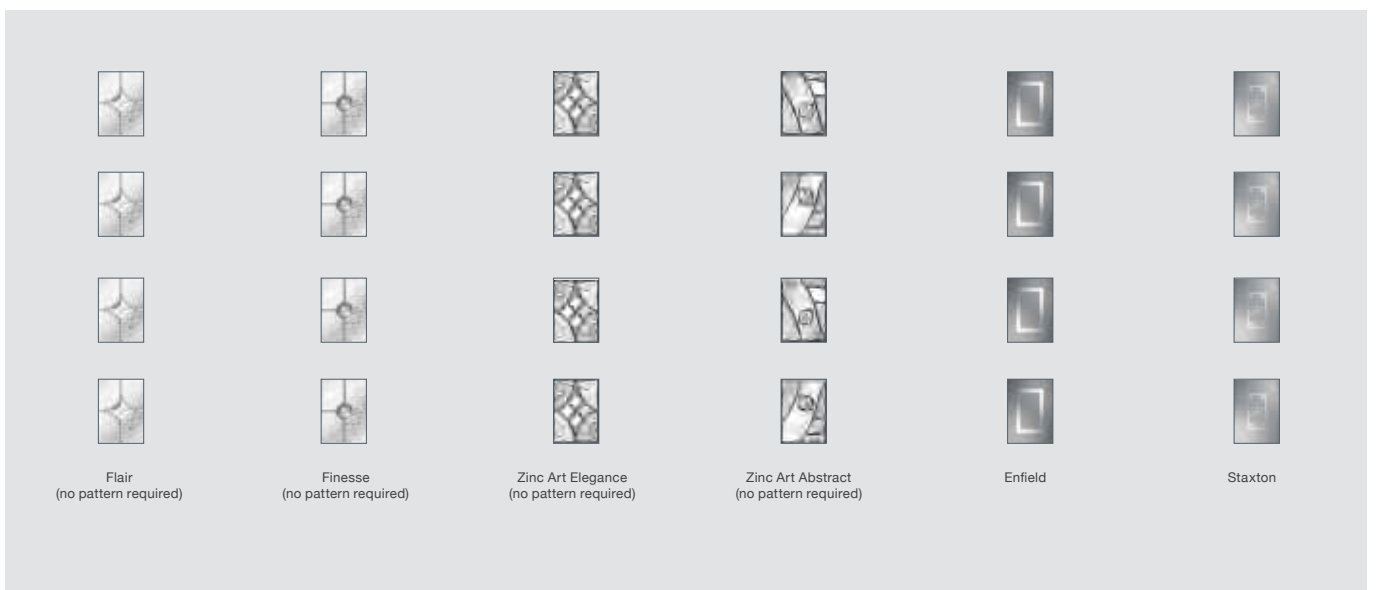 Flair
(no pattern required)
Finesse
(no pattern required)
Zinc Art Elegance
(no pattern required)
Zinc Art Abstract
(no pattern required)
Enfield
Staxton